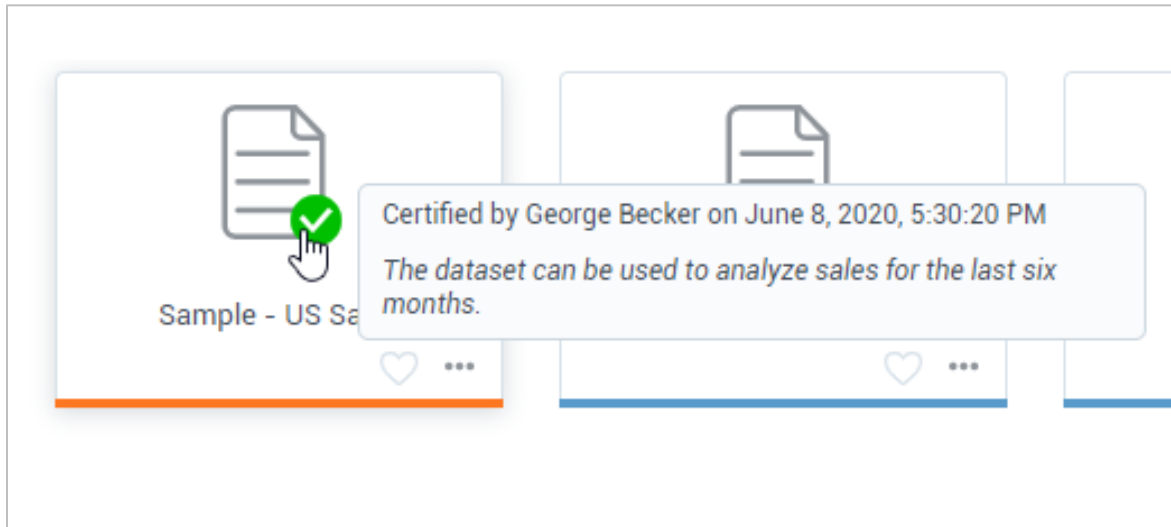 Certified by George Becker on June 8, 2020, 5:30:20 PM
The dataset can be used to analyze sales for the last six
months.
Sample - US Sa